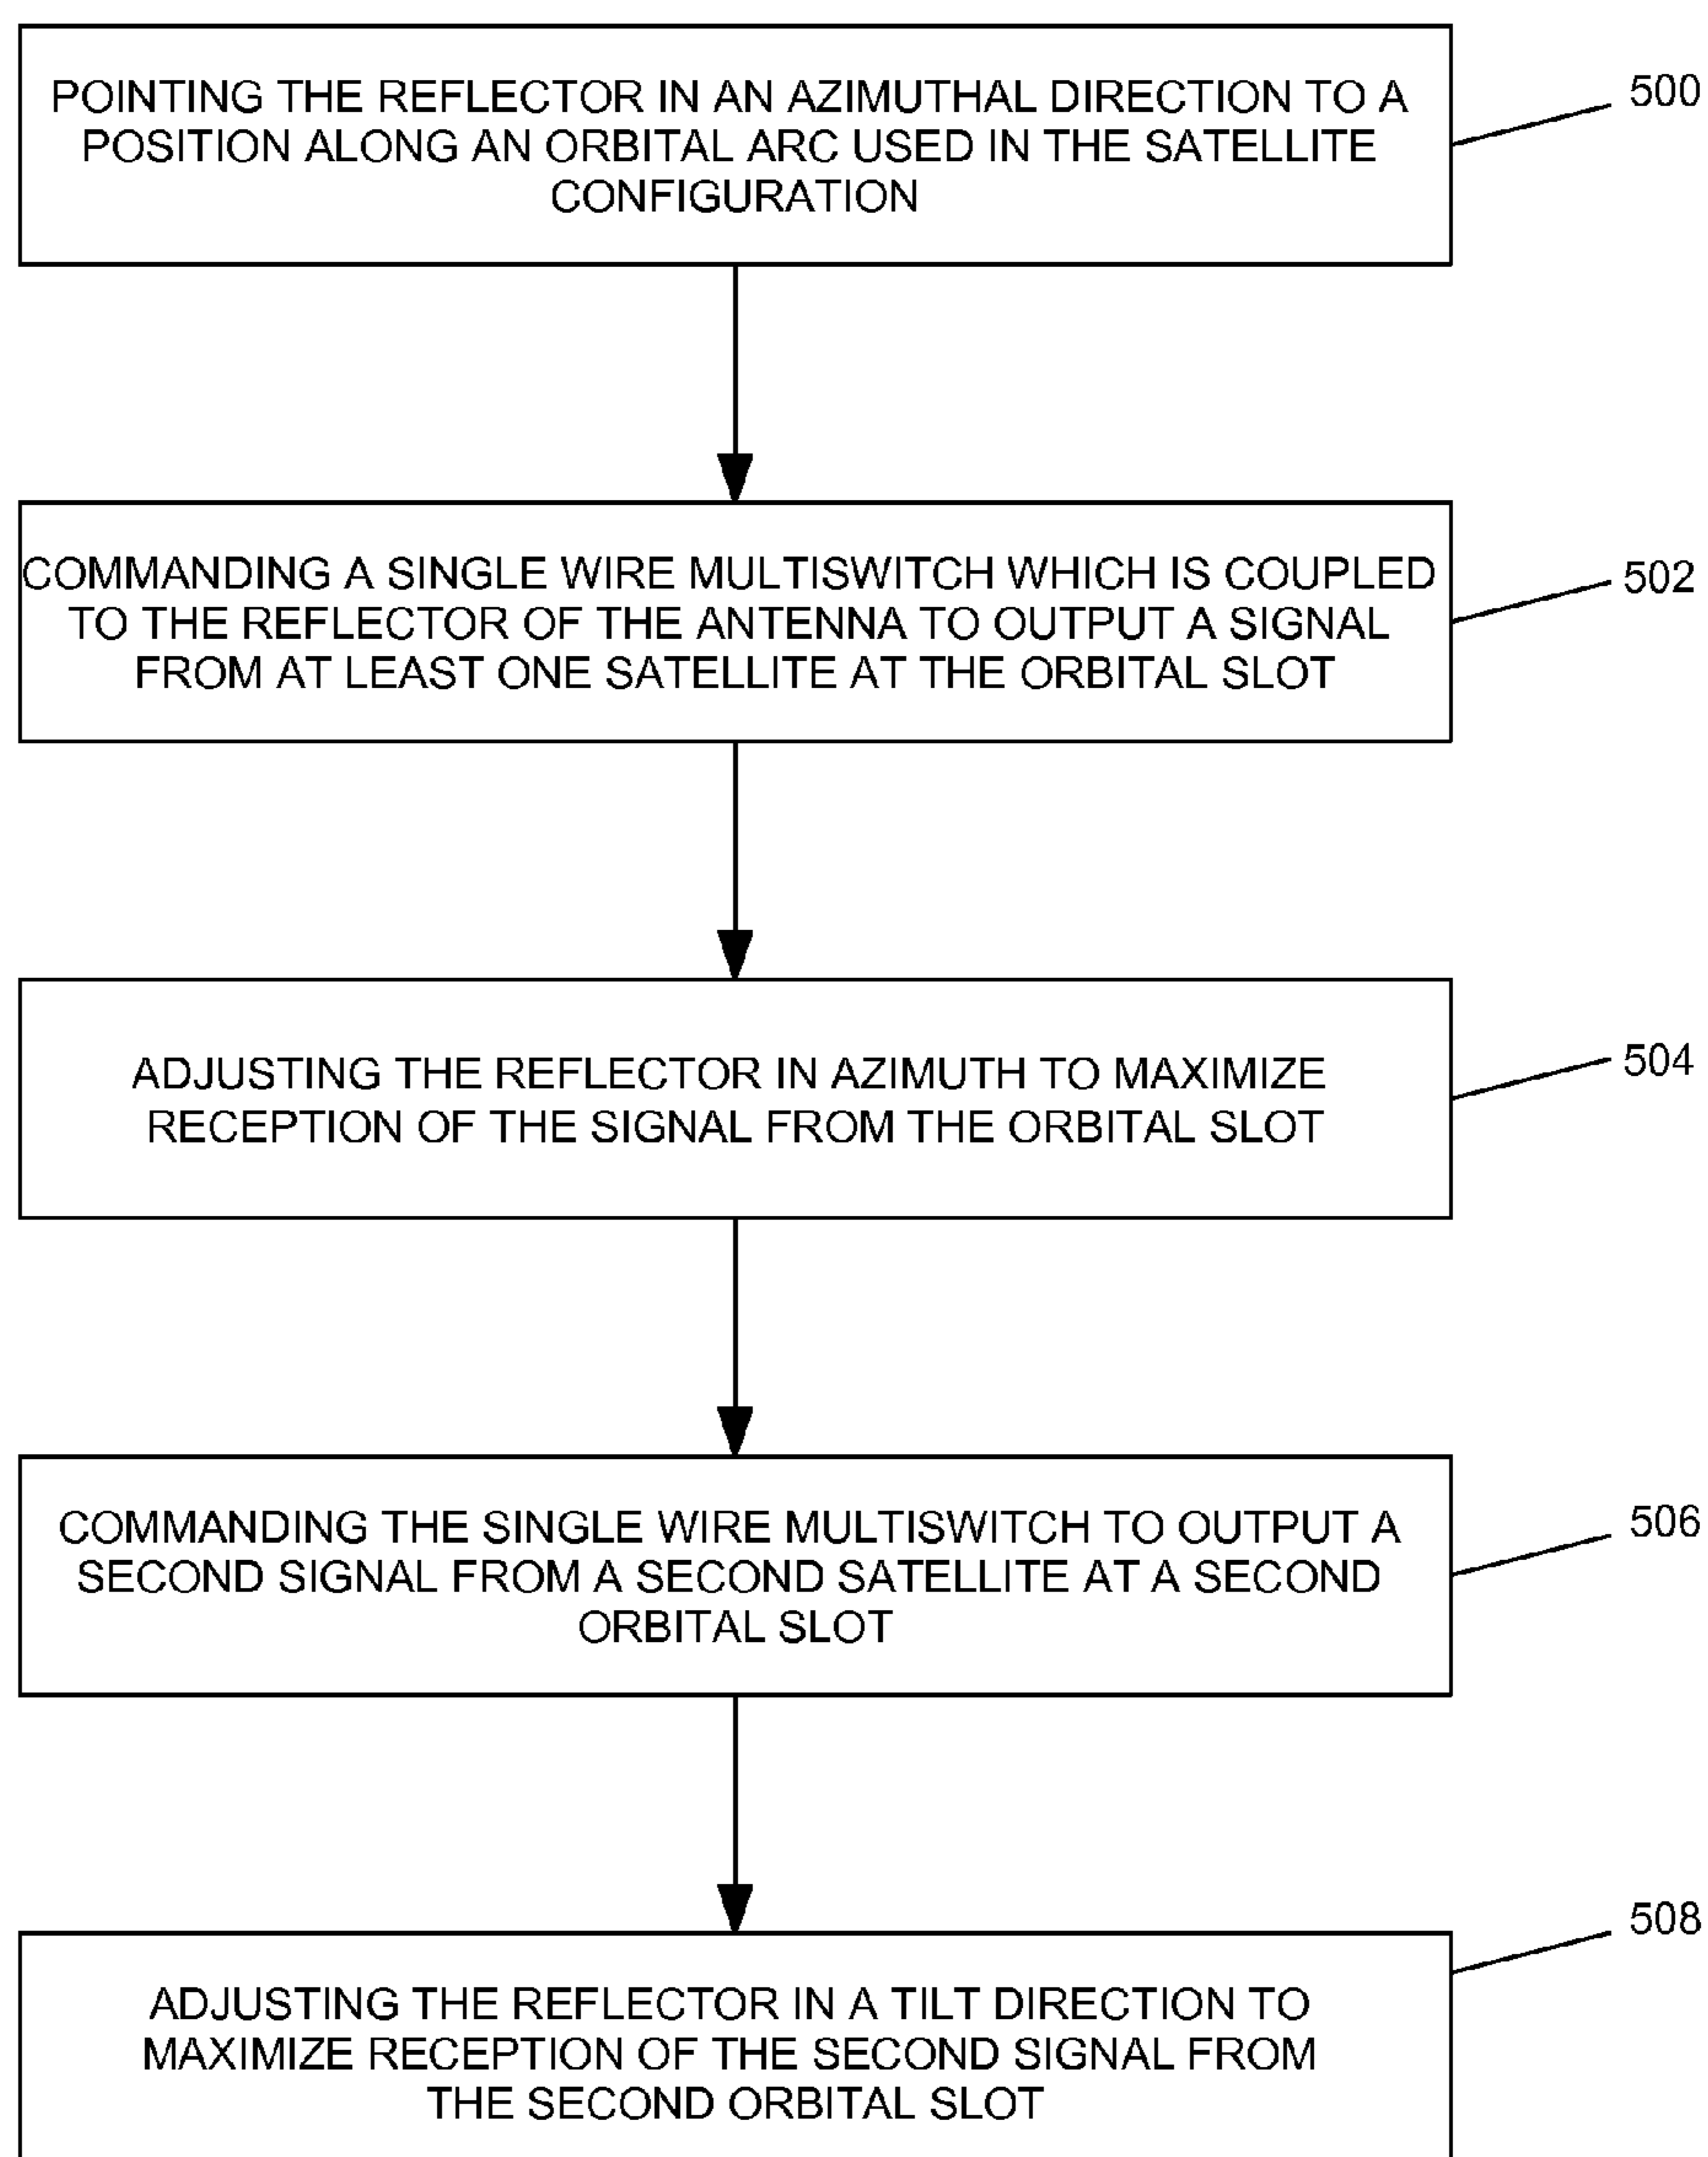 POINTING THE REFLECTOR IN AN AZIMUTHAL DIRECTION TO A
POSITION ALONG AN ORBITAL ARC USED IN THE SATELLITE
CONFIGURATION
500
COMMANDING A SINGLE WIRE MULTISWITCH WHICH IS COUPLED
TO THE REFLECTOR OF THE ANTENNA TO OUTPUT A SIGNAL
FROM AT LEAST ONE SATELLITE AT THE ORBITAL SLOT
502
ADJUSTING THE REFLECTOR IN AZIMUTH TO MAXIMIZE
RECEPTION OF THE SIGNAL FROM THE ORBITAL SLOT
504
COMMANDING THE SINGLE WIRE MULTISWITCH TO OUTPUT A
SECOND SIGNAL FROM A SECOND SATELLITE AT A SECOND
ORBITAL SLOT
506
ADJUSTING THE REFLECTOR IN A TILT DIRECTION TO
MAXIMIZE RECEPTION OF THE SECOND SIGNAL FROM
THE SECOND ORBITAL SLOT
508